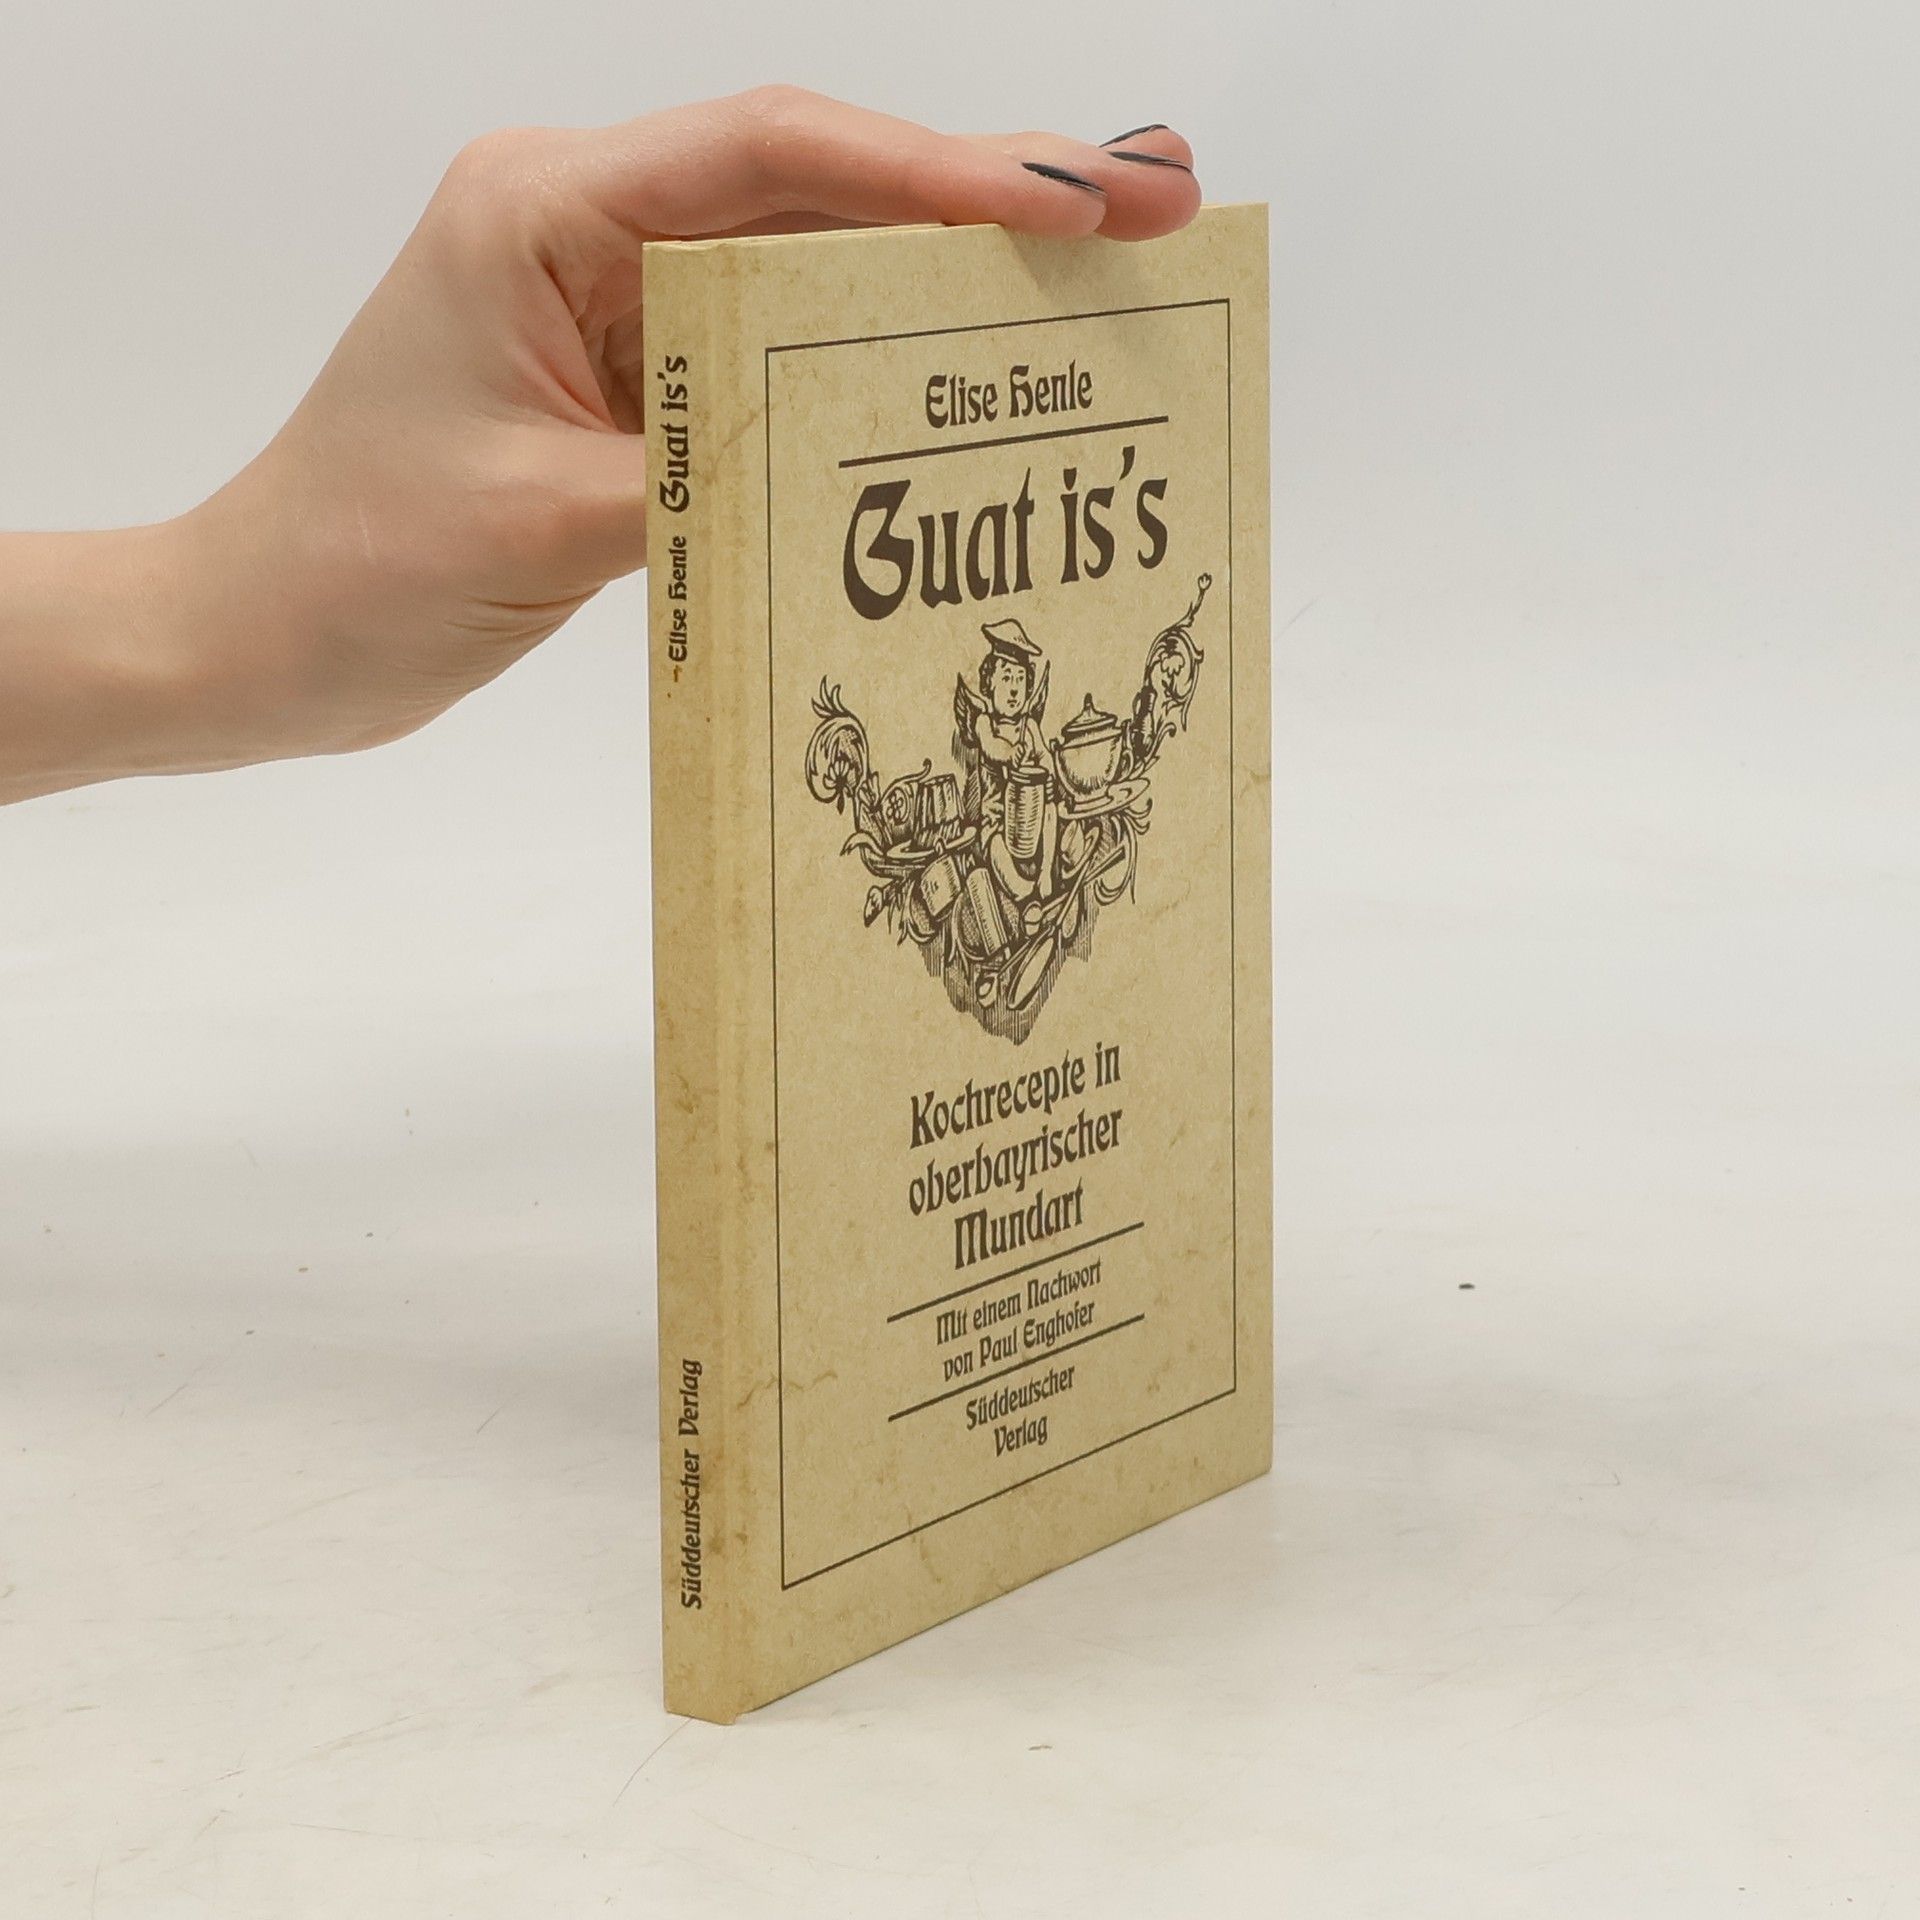 Elise Henle Guat is's
Süddeutscher Verlag
Elise Henle
Guat is's
Kochrecepte in
oberbayrischer
Mundart
Mit einem Nachwort
von Paul Enghofer
Süddeutscher
Verlag